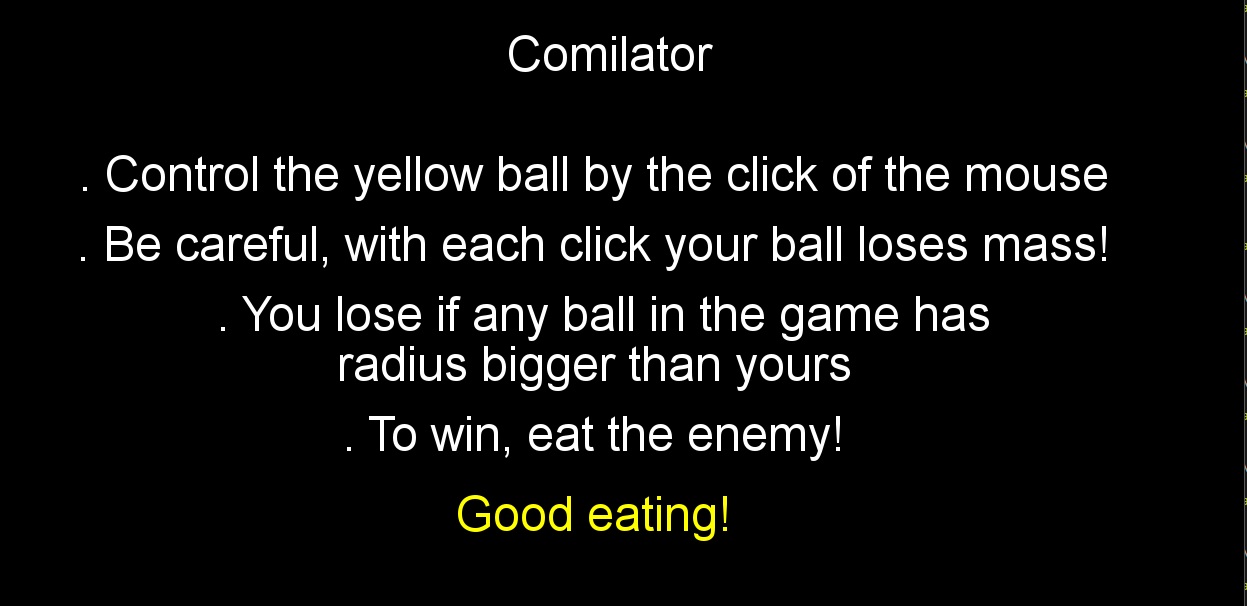 Comilator
. Control the yellow ball by the click of the mouse
. Be careful, with each click your ball loses mass!
. You lose if any ball in the game has
radius bigger than yours
. To win, eat the enemy!
Good eating!